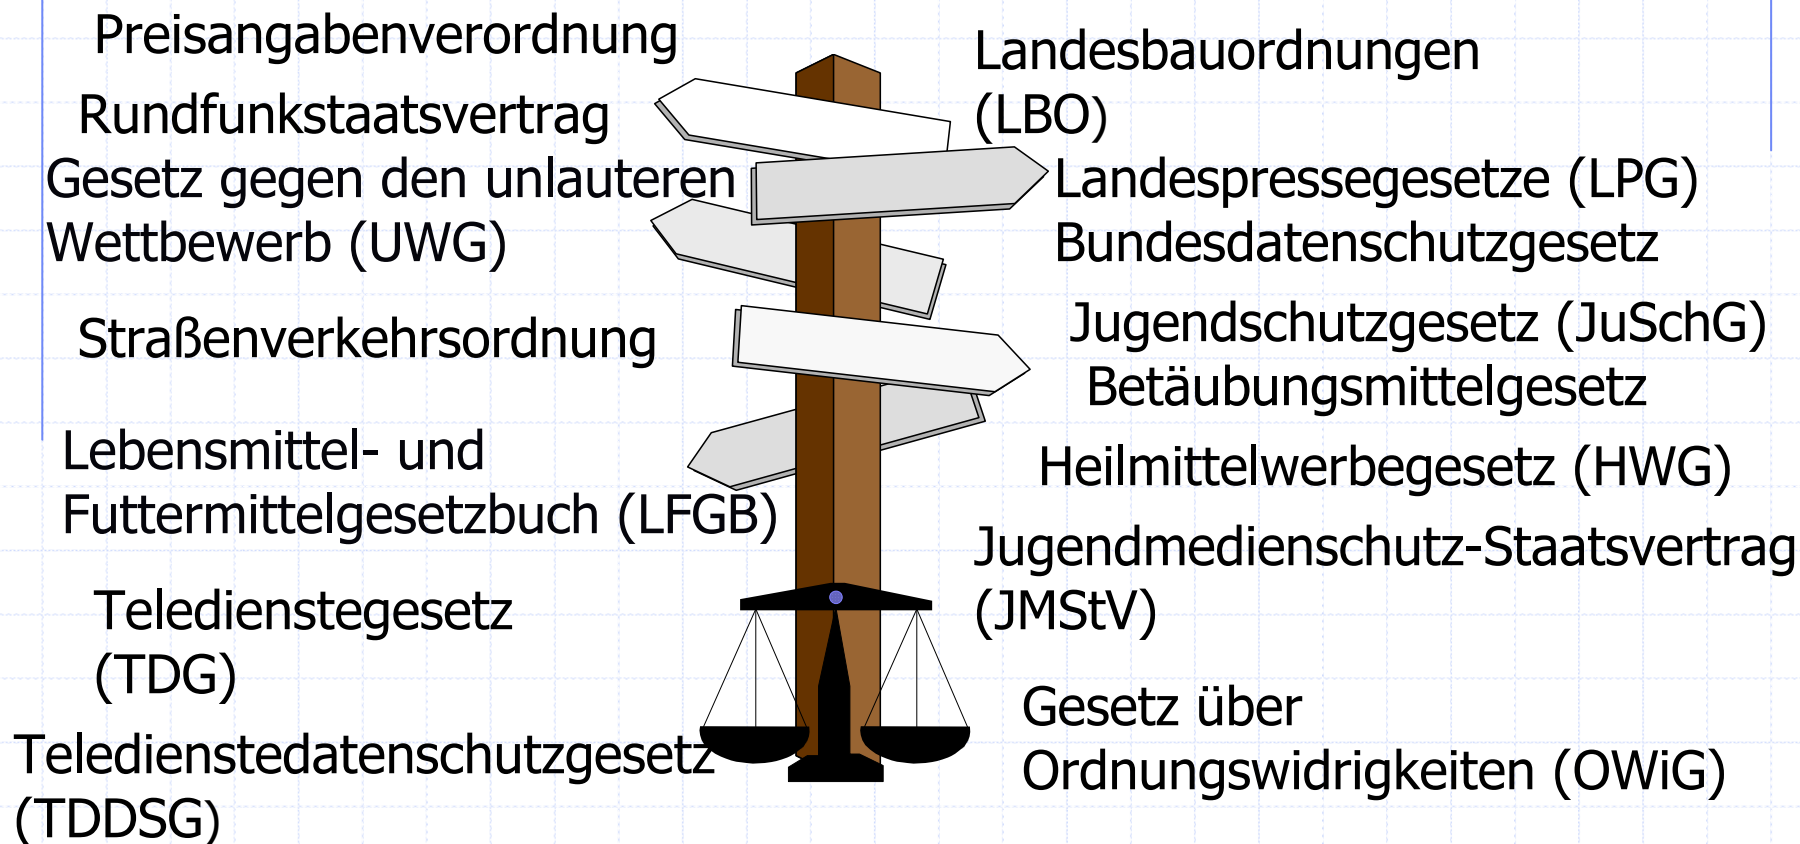 Preisangabenverordnung
Rundfunkstaatsvertrag
Gesetz gegen den unlauteren
Wettbewerb (UWG)
Straßenverkehrsordnung
Lebensmittel- und
Futtermittelgesetzbuch (LFGB)
Teledienstegesetz
(TDG)
Teledienstedatenschutzgesetz
(TDDSG)
Landesbauordnungen
(LBO)
Landespressegesetze (LPG)
Bundesdatenschutzgesetz
Jugendschutzgesetz (JuSchG)
Betäubungsmittelgesetz
Heilmittelwerbegesetz (HWG)
Jugendmedienschutz-Staatsvertrag
(JMStV)
Gesetz über
Ordnungswidrigkeiten (OWiG)